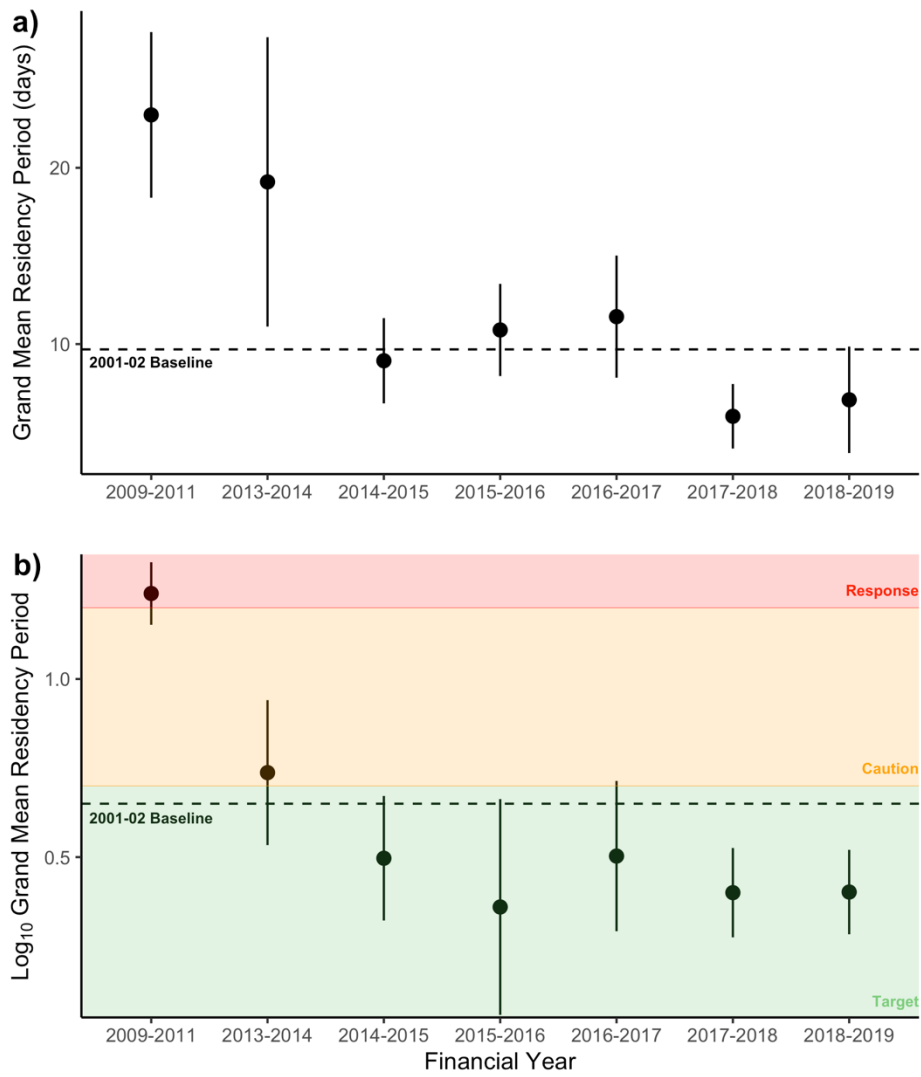 a)
Grand Mean Residency Period (days)
20
10
2001-02 Baseline
2009-2011 2013-2014 2014-2015 2015-2016 2016-2017 2017-2018 2018-2019
b)
Log₁₀ Grand Mean Residency Period
Response
1.0
Caution
2001-02 Baseline
0.5
Target
2009-2011 2013-2014 2014-2015 2015-2016 2016-2017 2017-2018 2018-2019
Financial Year